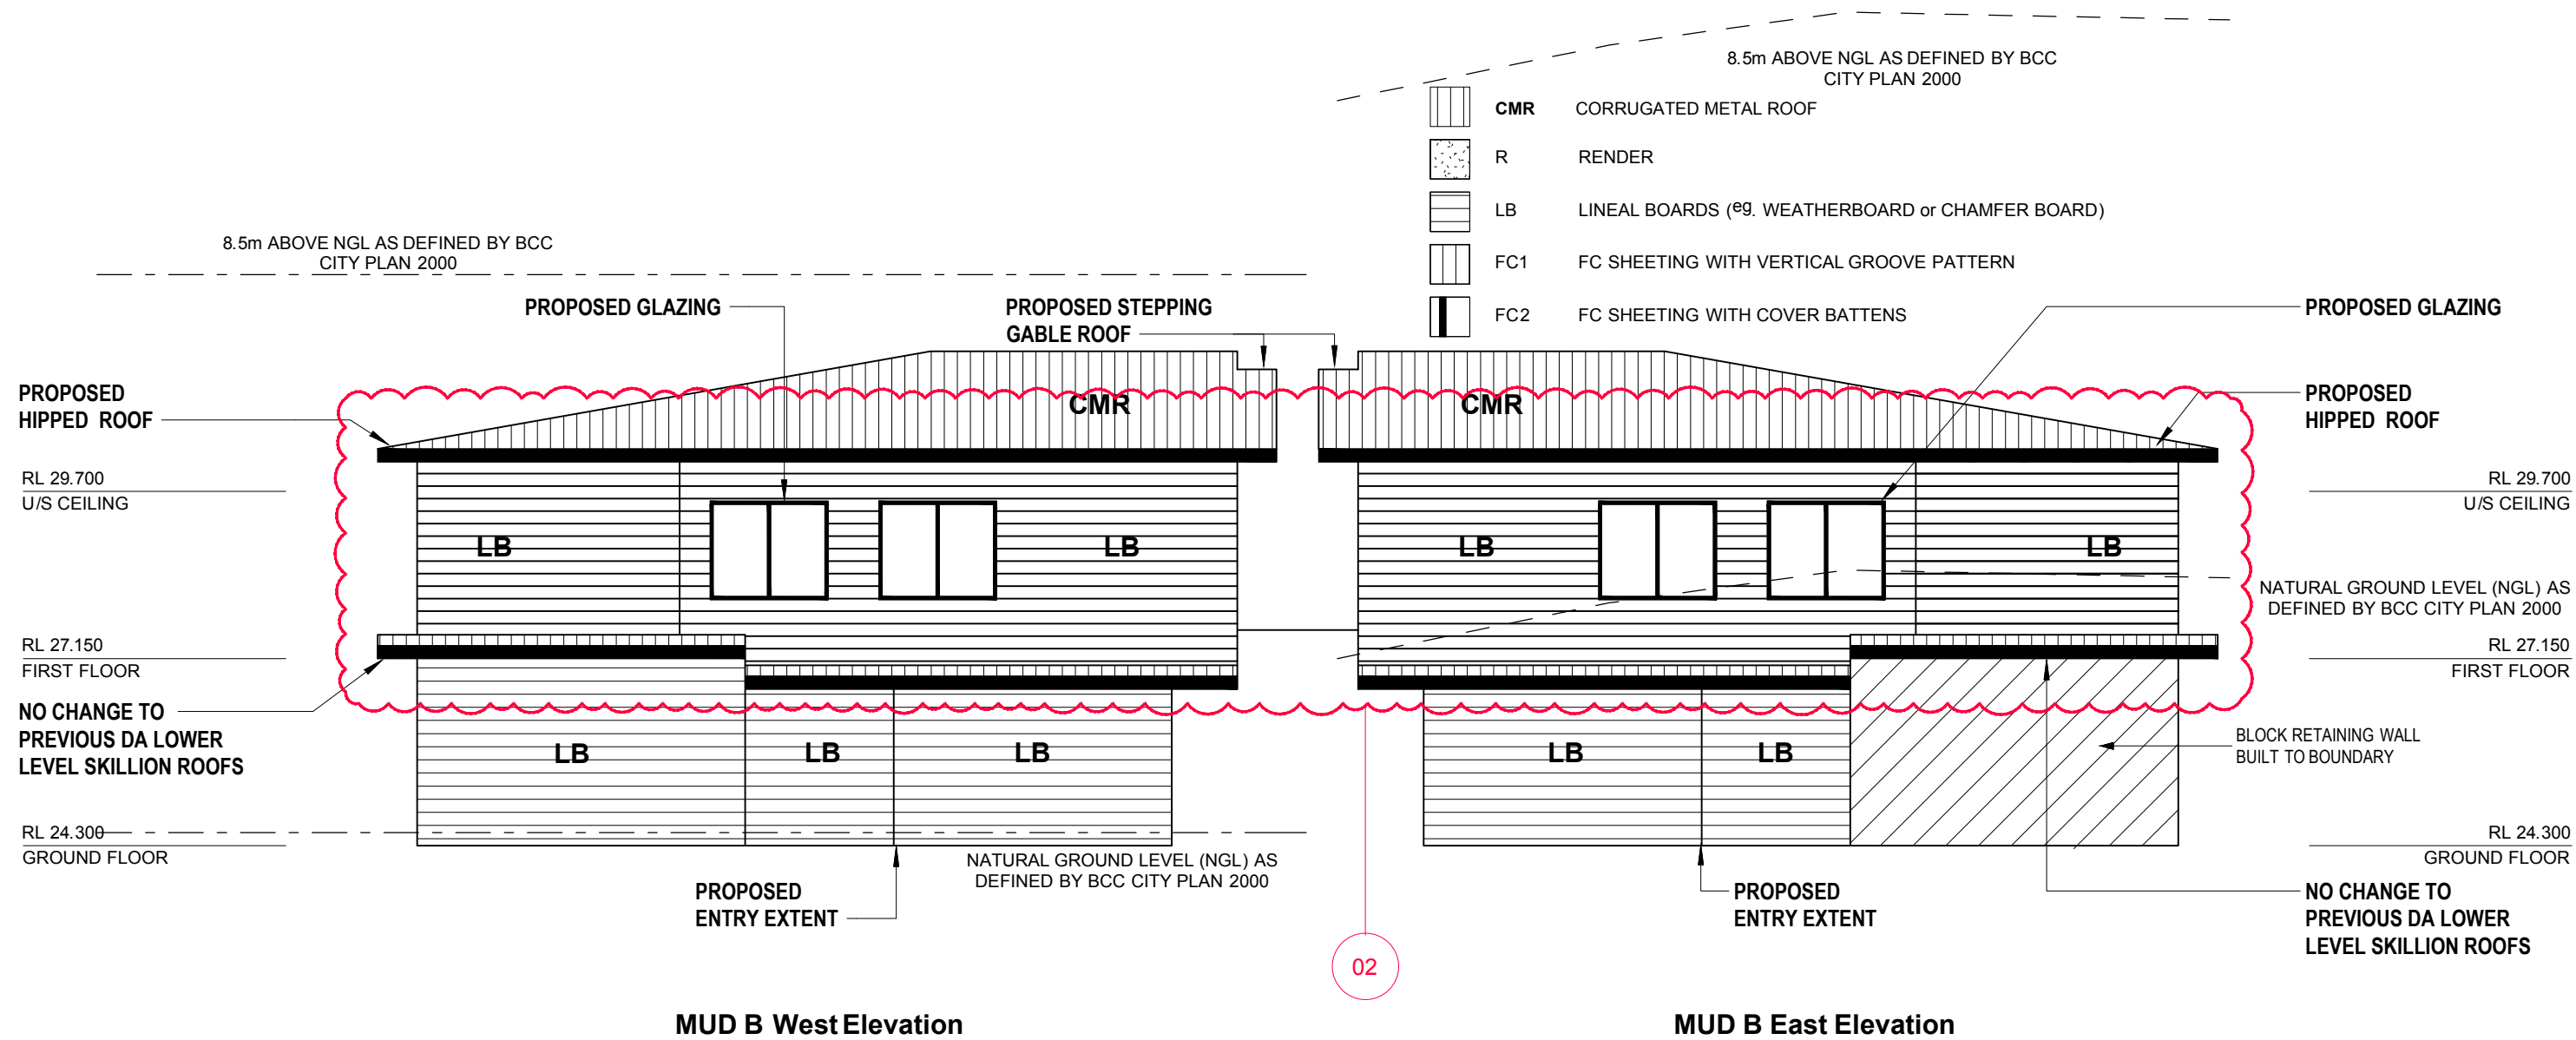 8.5m ABOVE NGL AS DEFINED BY BCC
CITY PLAN 2000
CMR CORRUGATED METAL ROOF
R RENDER
LB LINEAL BOARDS (eg. WEATHERBOARD or CHAMFER BOARD)
FC1 FC SHEETING WITH VERTICAL GROOVE PATTERN
FC2 FC SHEETING WITH COVER BATTENS
8.5m ABOVE NGL AS DEFINED BY BCC
CITY PLAN 2000
PROPOSED GLAZING
PROPOSED STEPPING
GABLE ROOF
PROPOSED GLAZING
PROPOSED
HIPPED ROOF
CMR
CMR
PROPOSED
HIPPED ROOF
RL 29.700
U/S CEILING
RL 29.700
U/S CEILING
LB
LB
LB
LB
NATURAL GROUND LEVEL (NGL) AS
DEFINED BY BCC CITY PLAN 2000
RL 27.150
FIRST FLOOR
RL 27.150
FIRST FLOOR
NO CHANGE TO
PREVIOUS DA LOWER
LEVEL SKILLION ROOFS
LB
LB
LB
LB
LB
BLOCK RETAINING WALL
BUILT TO BOUNDARY
RL 24.300
GROUND FLOOR
RL 24.300
GROUND FLOOR
NATURAL GROUND LEVEL (NGL) AS
DEFINED BY BCC CITY PLAN 2000
PROPOSED
ENTRY EXTENT
PROPOSED
ENTRY EXTENT
NO CHANGE TO
PREVIOUS DA LOWER
LEVEL SKILLION ROOFS
02
MUD B West Elevation
MUD B East Elevation